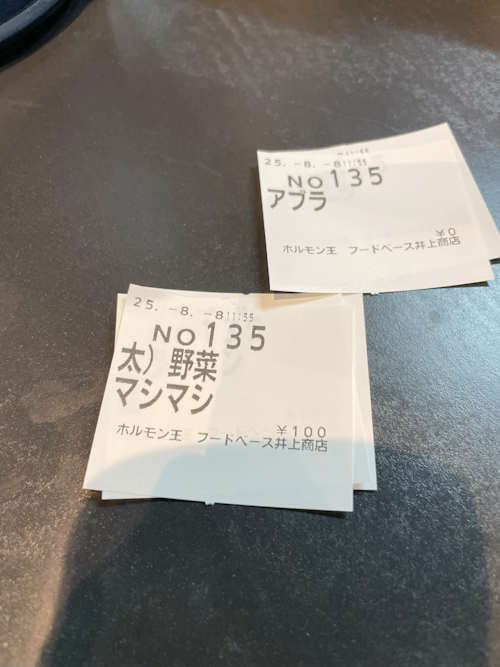 25.-8.-8 11:55
No135
アブラ
¥0
ホルモン王 フードベース井上商店
25.-8.-8 11:55
No135
太）野菜
マシマシ
¥100
ホルモン王 フードベース井上商店